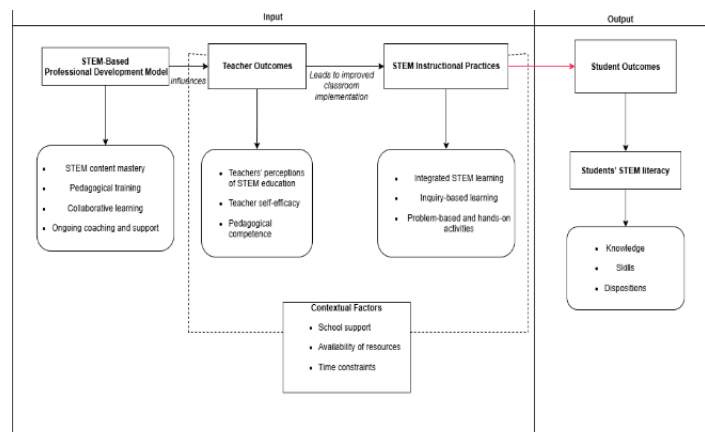 Input
Output
STEM-Based
Professional Development Model
influences
Teacher Outcomes
Leads to improved
classroom
implementation
STEM Instructional Practices
Student Outcomes
• STEM content mastery
• Pedagogical training
• Collaborative learning
• Ongoing coaching and support
• Teachers' perceptions
of STEM education
• Teacher self-efficacy
• Pedagogical
competence
• Integrated STEM learning
• Inquiry-based learning
• Problem-based and hands-on
activities
Students' STEM literacy
• Knowledge
• Skills
• Dispositions
Contextual Factors
• School support
• Availability of resources
• Time constraints